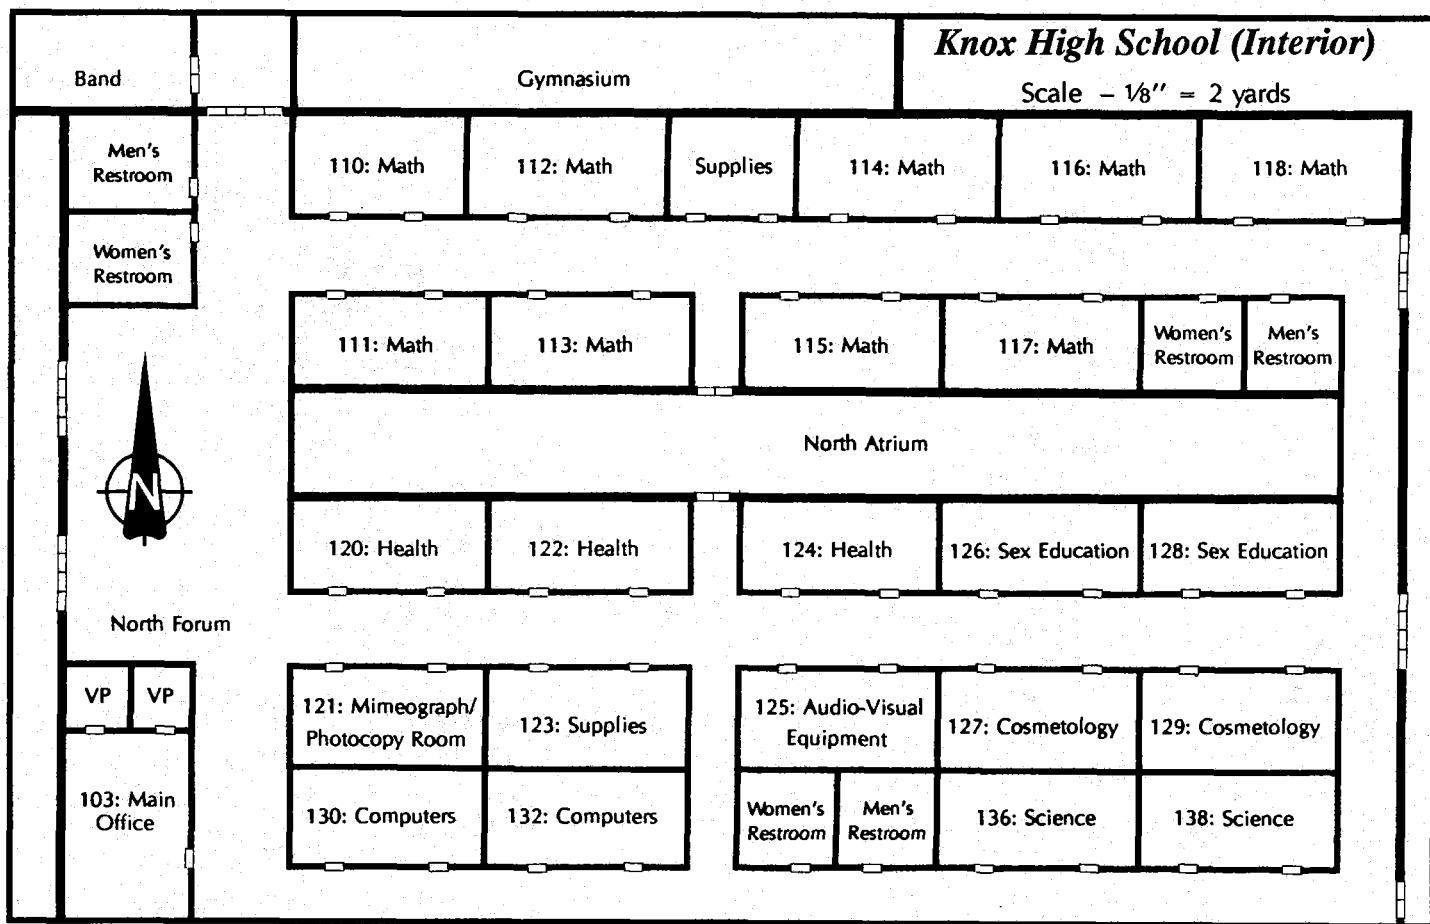 Knox High School (Interior)
Scale – 1/8" = 2 yards
Band
Gymnasium
Men's
Restroom
110: Math
112: Math
Supplies
114: Math
116: Math
118: Math
Women's
Restroom
111: Math
113: Math
115: Math
117: Math
Women's
Restroom
Men's
Restroom
North Atrium
N
120: Health
122: Health
124: Health
126: Sex Education
128: Sex Education
North Forum
VP
VP
121: Mimeograph/
Photocopy Room
123: Supplies
125: Audio-Visual
Equipment
127: Cosmetology
129: Cosmetology
103: Main
Office
130: Computers
132: Computers
Women's
Restroom
Men's
Restroom
136: Science
138: Science